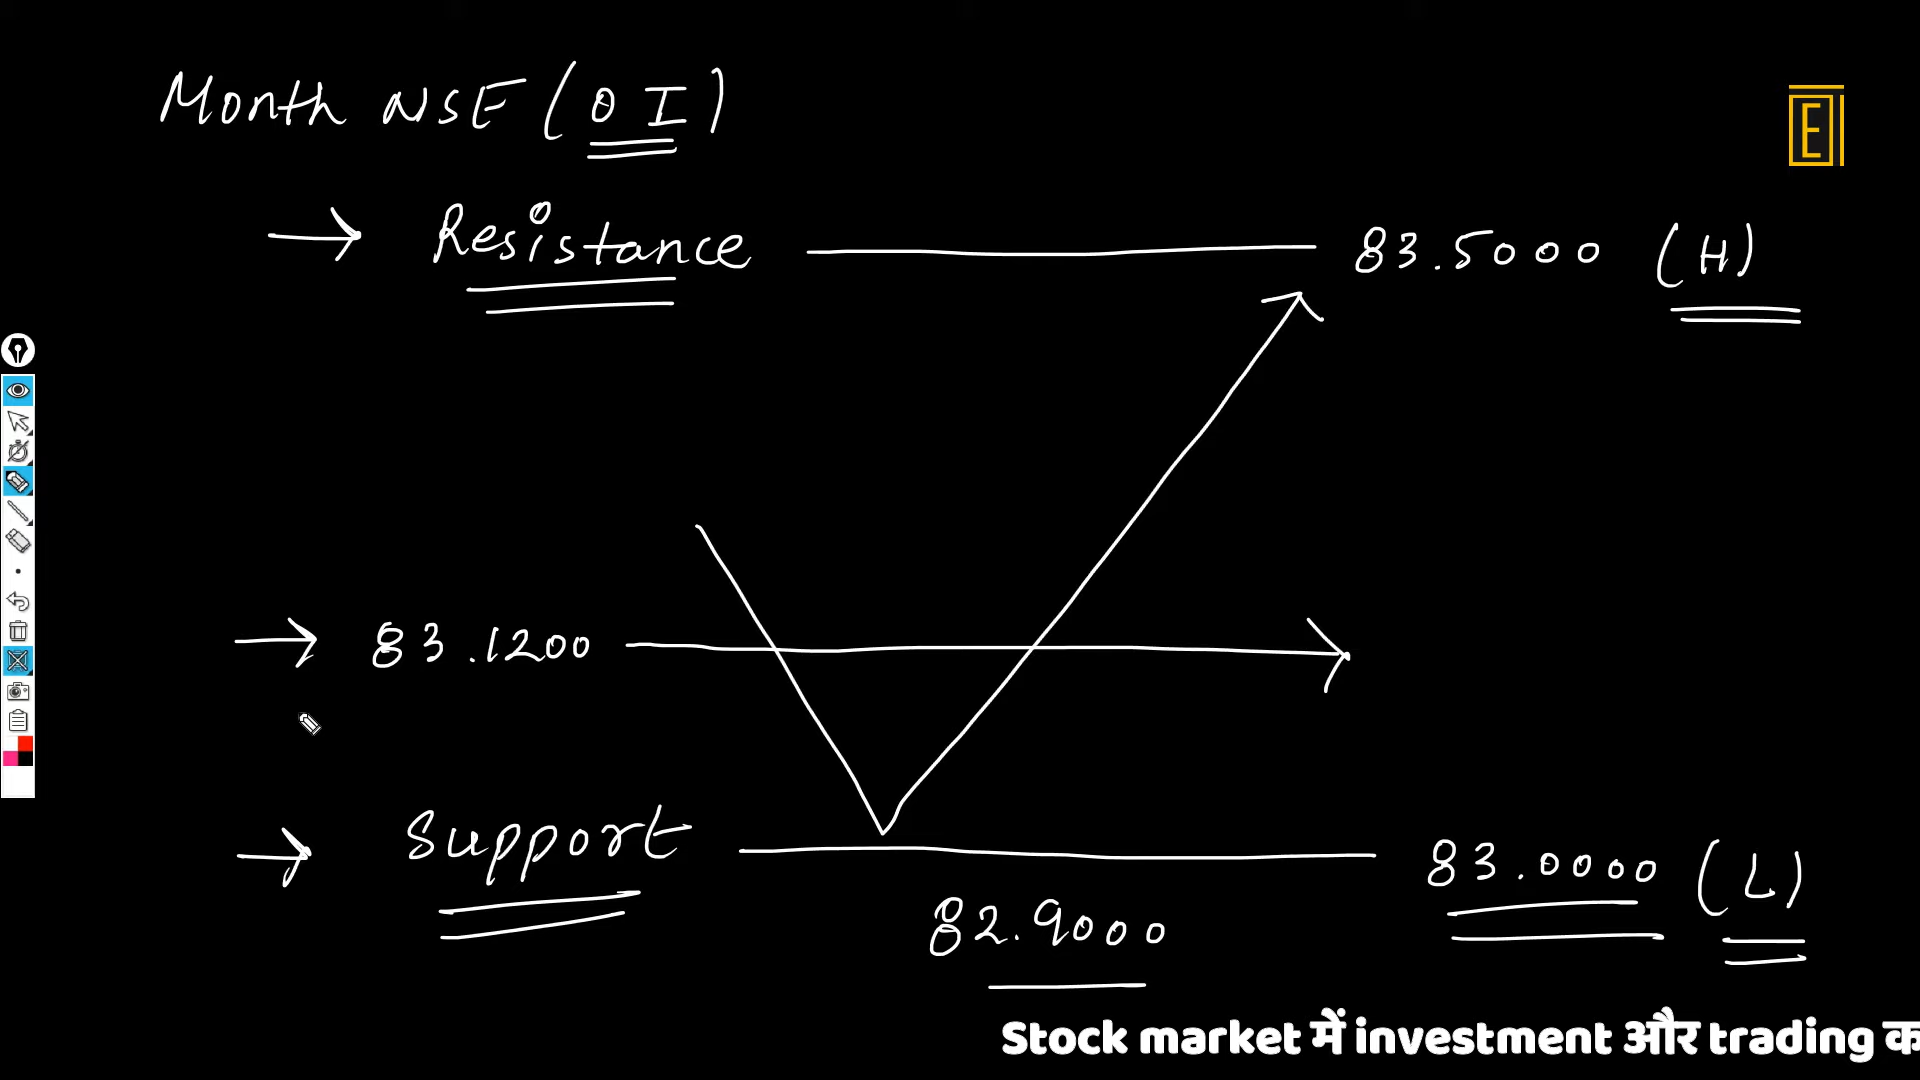 Month NSE (OI)
E
→ Resistance 83.5000 (H)
→ 83.1200
→ Support 83.0000 (L)
82.9000
Stock market में investment और trading क